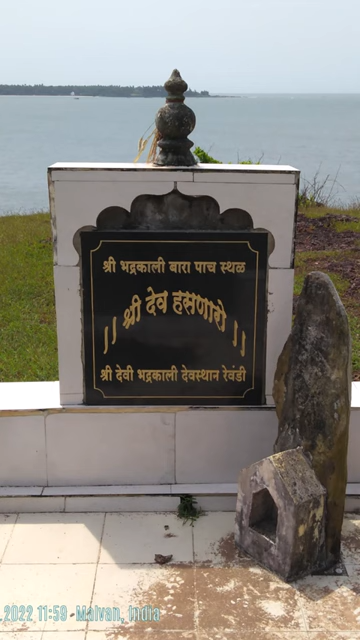 श्री भद्रकाली बारा पाच स्थळ
|| श्री देव हसणारो ||
श्री देवी भद्रकाली देवस्थान रेवंडी
.2022 11:59 Malvan, India